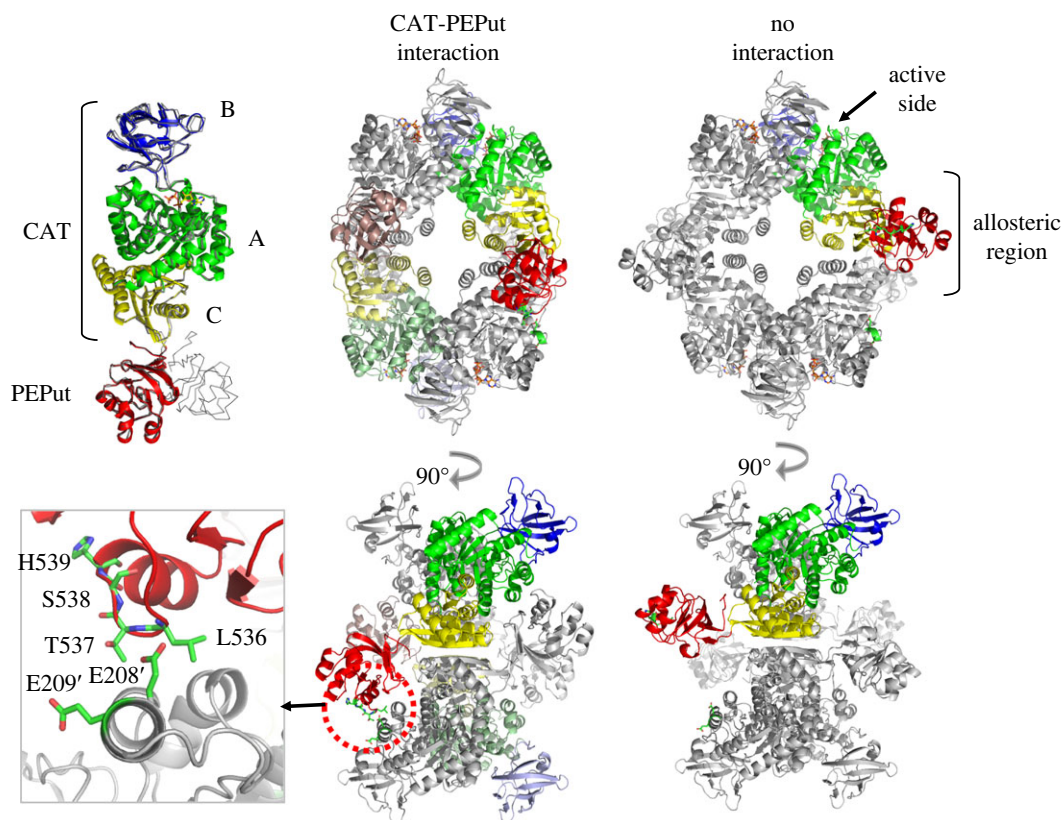 CAT-PEPut
interaction
no
interaction
active
side
B
CAT
A
C
PEPut
allosteric
region
90°
90°
H539
S538
T537
L536
E209′
E208′